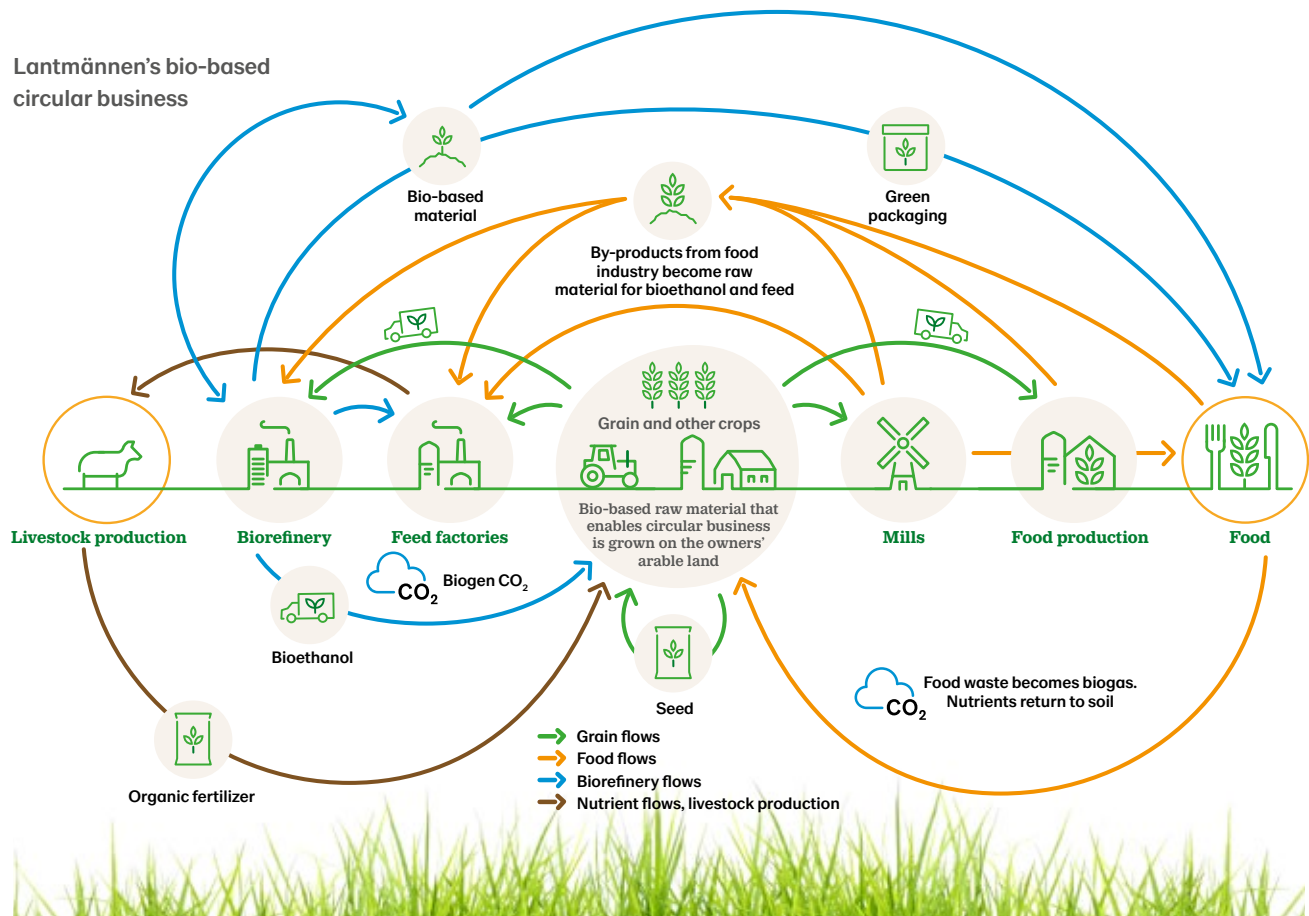 Lantmännen's bio-based
circular business
Bio-based
material
Green
packaging
By-products from food
industry become raw
material for bioethanol and feed
Grain and other crops
Bio-based raw material that
enables circular business
is grown on the owners'
arable land
Livestock production
Biorefinery
Feed factories
Mills
Food production
Food
CO₂
Biogen CO₂
Bioethanol
Seed
CO₂
Food waste becomes biogas.
Nutrients return to soil
Organic fertilizer
Grain flows
Food flows
Biorefinery flows
Nutrient flows, livestock production